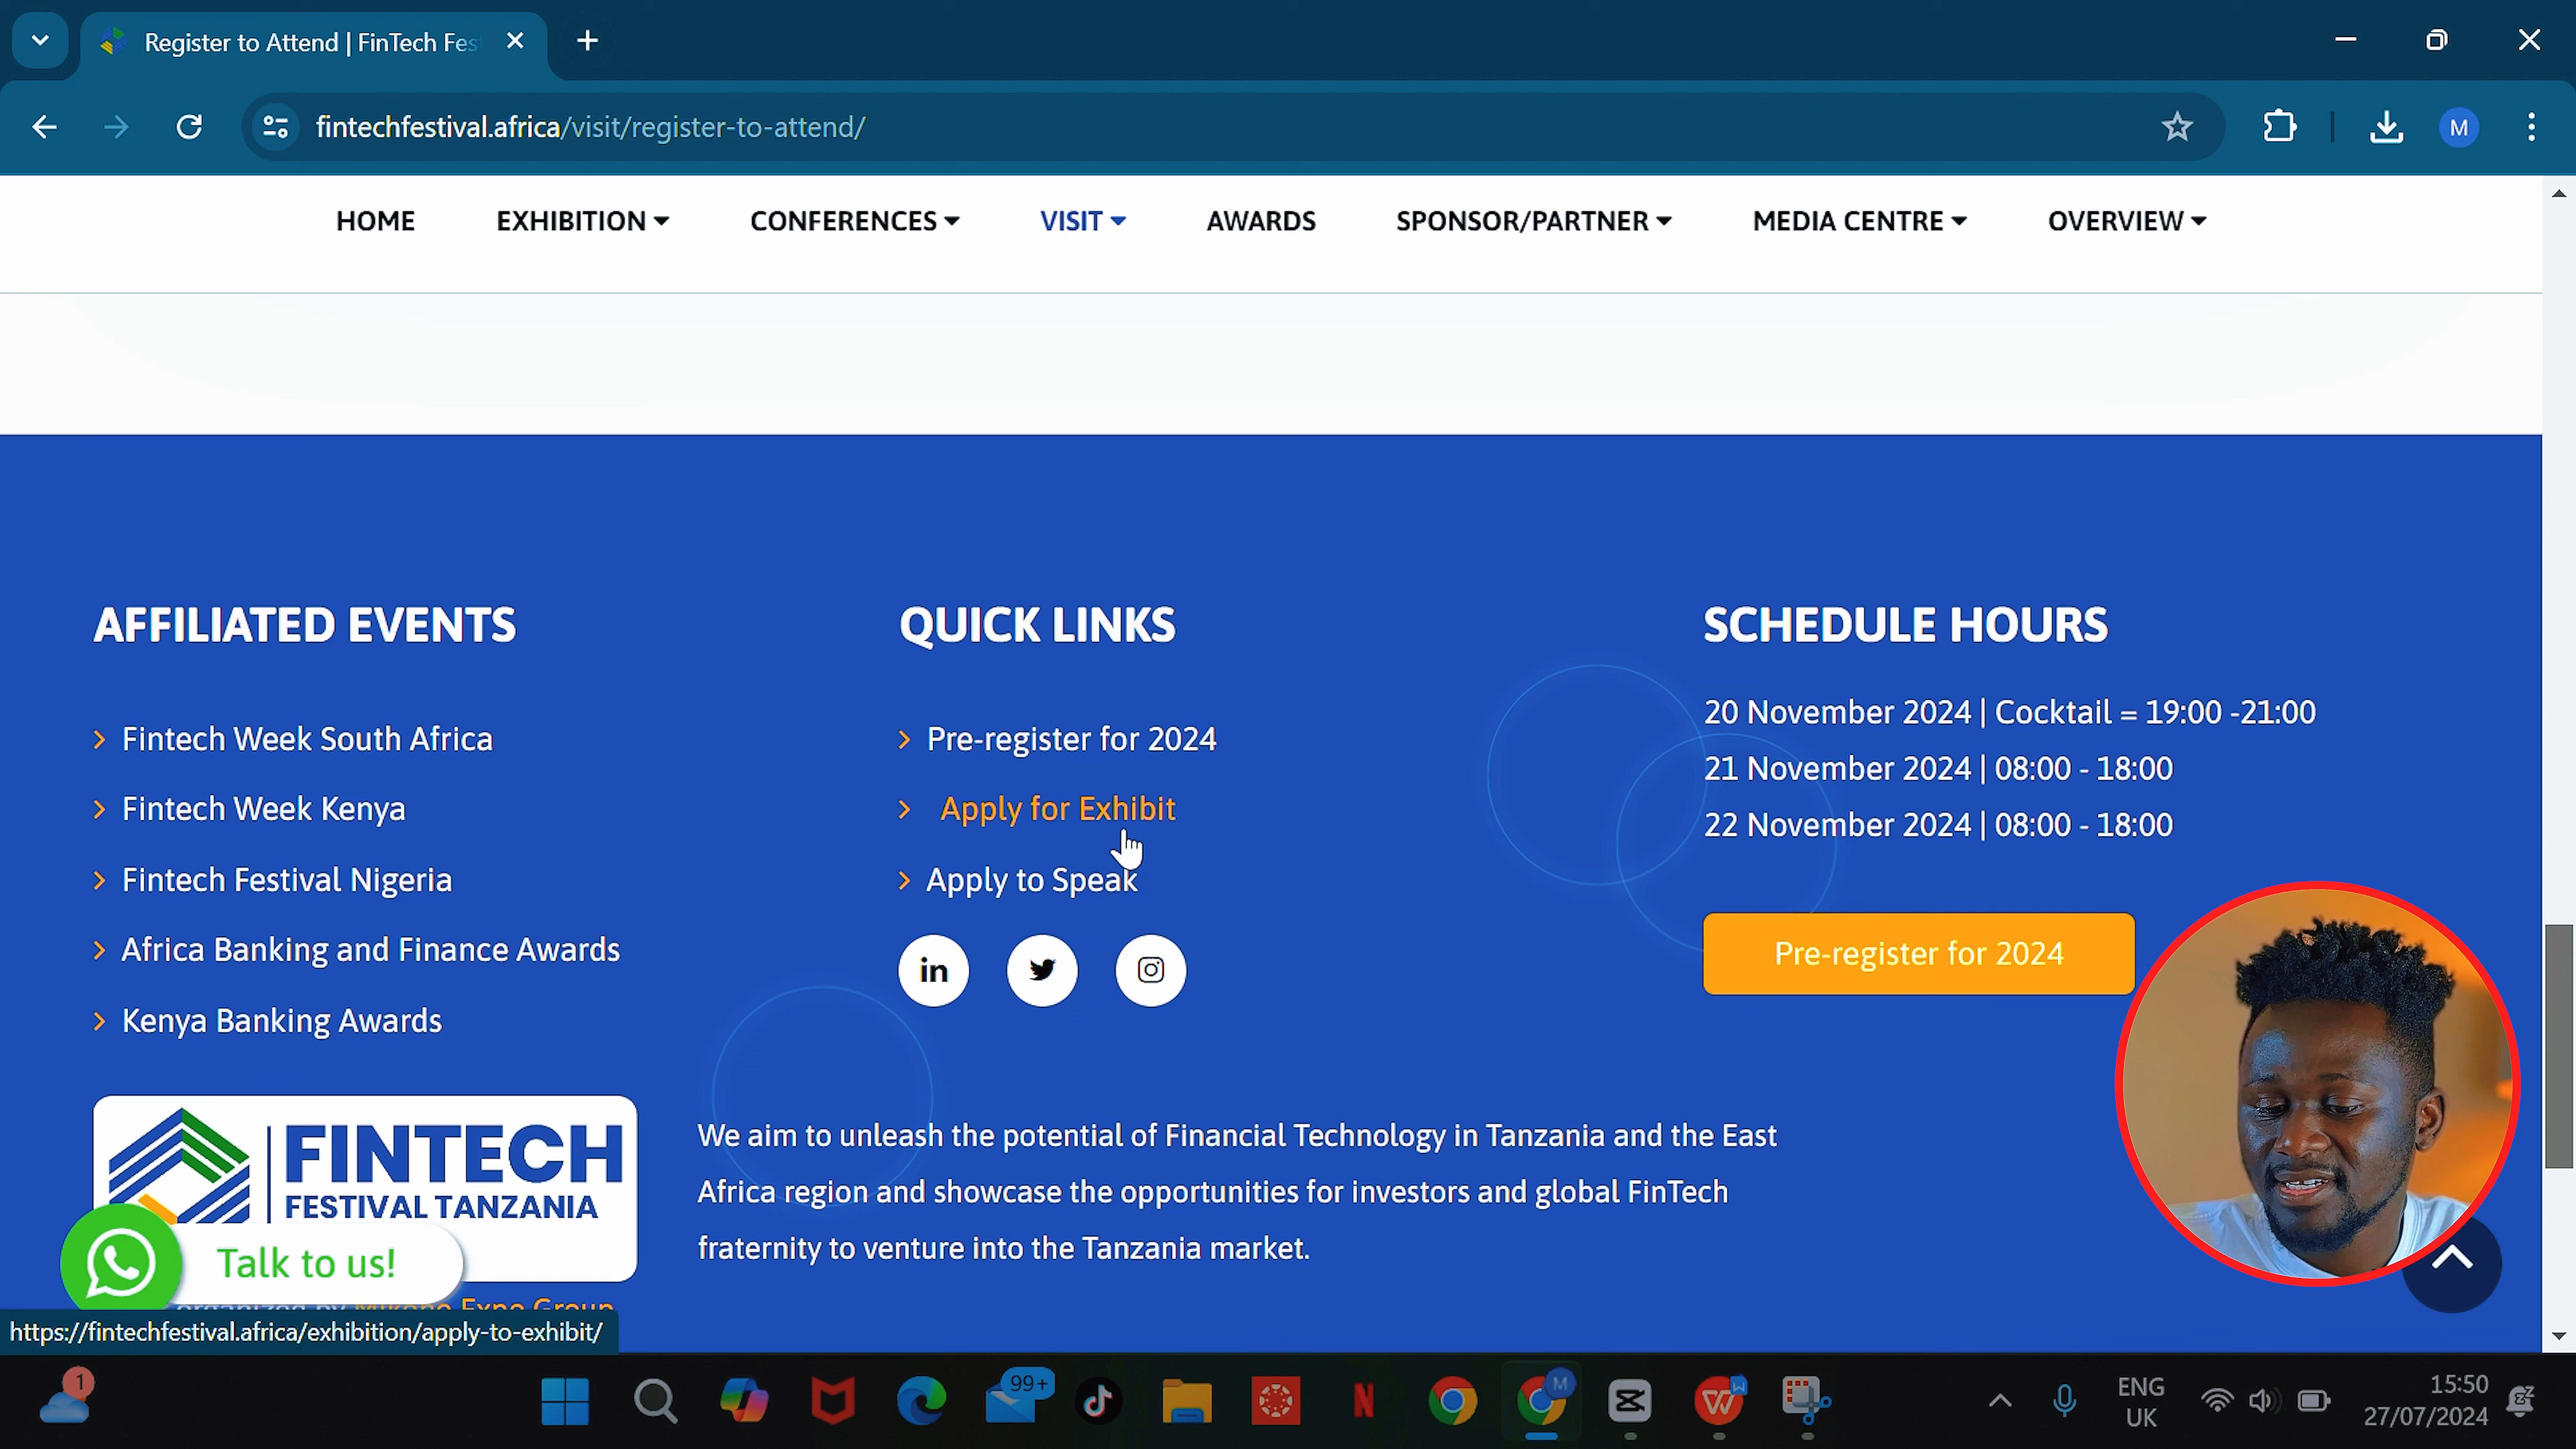 Register to Attend | FinTech Fes
fintechfestival.africa/visit/register-to-attend/
M
HOME
EXHIBITION
CONFERENCES
VISIT
AWARDS
SPONSOR/PARTNER
MEDIA CENTRE
OVERVIEW
AFFILIATED EVENTS
Fintech Week South Africa
Fintech Week Kenya
Fintech Festival Nigeria
Africa Banking and Finance Awards
Kenya Banking Awards
QUICK LINKS
Pre-register for 2024
Apply for Exhibit
Apply to Speak
in
SCHEDULE HOURS
20 November 2024 | Cocktail = 19:00 -21:00
21 November 2024 | 08:00 - 18:00
22 November 2024 | 08:00 - 18:00
Pre-register for 2024
FINTECH
FESTIVAL TANZANIA
We aim to unleash the potential of Financial Technology in Tanzania and the East
Africa region and showcase the opportunities for investors and global FinTech
fraternity to venture into the Tanzania market.
Talk to us!
organized by Expo Group
https://fintechfestival.africa/exhibition/apply-to-exhibit/
1
99+
N
M
W
W
ENG
UK
15:50
27/07/2024